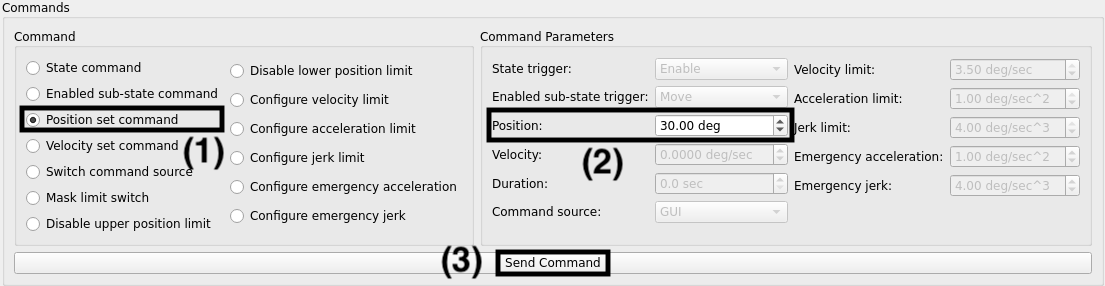 Commands
Command
State command
Enabled sub-state command
Position set command
Velocity set command
(1)
Switch command source
Mask limit switch
Disable upper position limit
Disable lower position limit
Configure velocity limit
Configure acceleration limit
Configure jerk limit
Configure emergency acceleration
Configure emergency jerk
Command Parameters
State trigger: Enable
Enabled sub-state trigger: Move
Position: 30.00 deg
(2)
Velocity: 0.0000 deg/sec
Duration: 0.0 sec
Command source: GUI
Velocity limit: 3.50 deg/sec
Acceleration limit: 1.00 deg/sec^2
Jerk limit: 4.00 deg/sec^3
Emergency acceleration: 1.00 deg/sec^2
Emergency jerk: 4.00 deg/sec^3
(3) Send Command